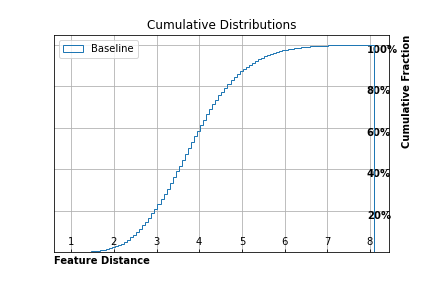 Cumulative Distributions
Baseline
100%
80%
60%
40%
20%
Cumulative Fraction
1 2 3 4 5 6 7 8
Feature Distance